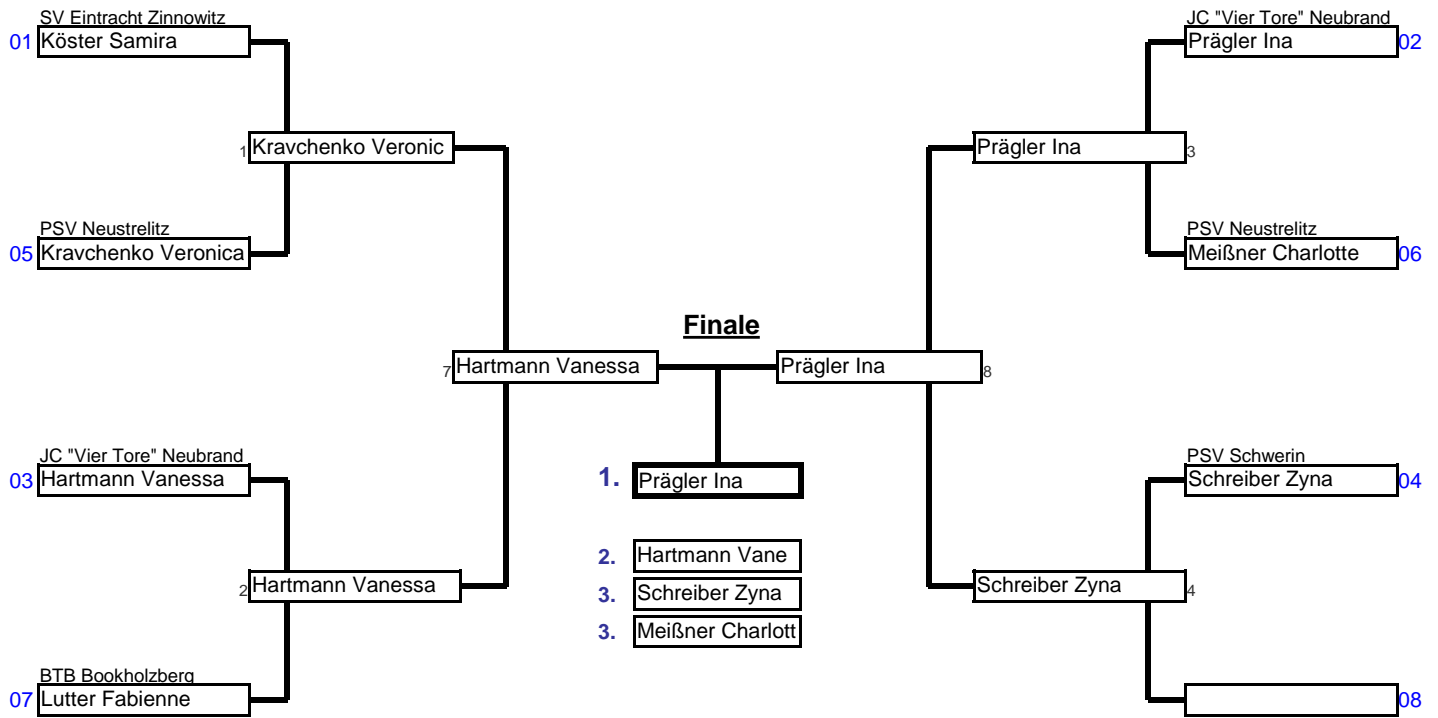 SV Eintracht Zinnowitz
01 Köster Samira
1 Kravchenko Veronic
PSV Neustrelitz
05 Kravchenko Veronica
7 Hartmann Vanessa
JC "Vier Tore" Neubrand
03 Hartmann Vanessa
2 Hartmann Vanessa
BTB Bookholzberg
07 Lutter Fabienne
Finale
1. Prägler Ina
2. Hartmann Vane
3. Schreiber Zyna
3. Meißner Charlott
JC "Vier Tore" Neubrand
Prägler Ina 02
Prägler Ina 3
PSV Neustrelitz
Meißner Charlotte 06
Prägler Ina 8
PSV Schwerin
Schreiber Zyna 04
Schreiber Zyna 4
08